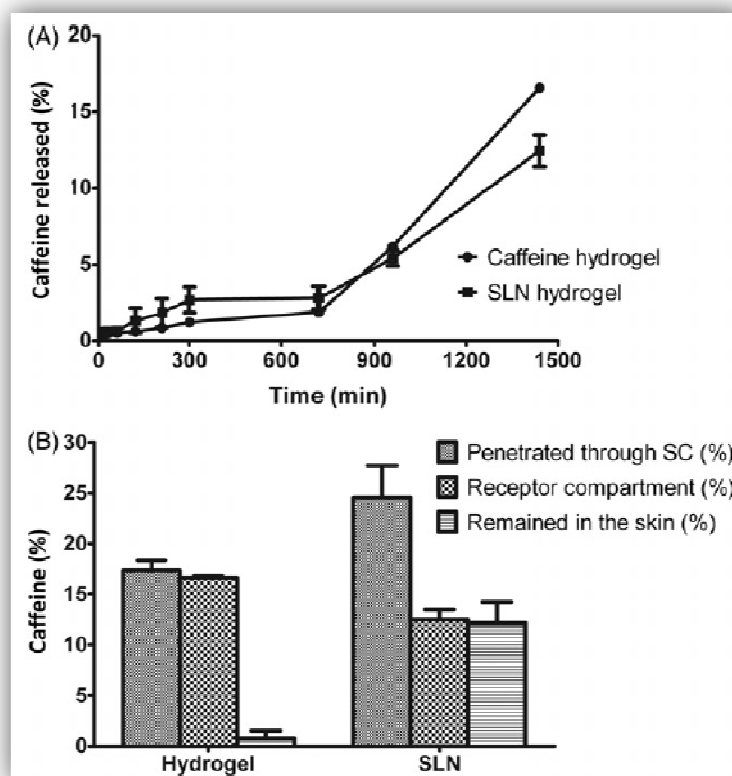 (A)
20
15
10
5
0
Caffeine released (%)
Caffeine hydrogel
SLN hydrogel
0 300 600 900 1200 1500
Time (min)
(B)
30
25
20
15
10
5
0
Caffeine (%)
Penetrated through SC (%)
Receptor compartment (%)
Remained in the skin (%)
Hydrogel SLN